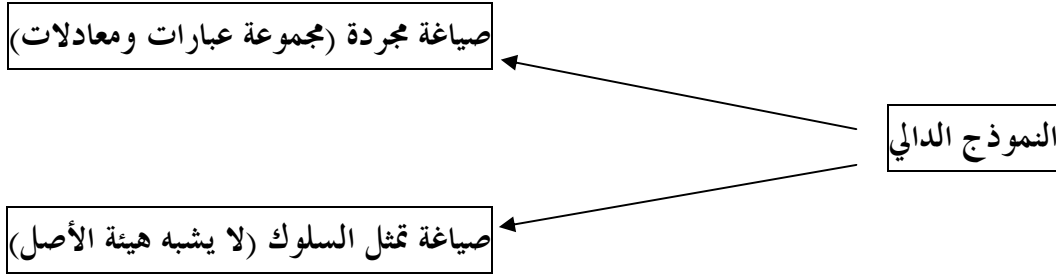 صياغة مجردة (مجموعة عبارات ومعادلات)
النموذج الدالي
صياغة تمثل السلوك (لا يشبه هيئة الأصل)